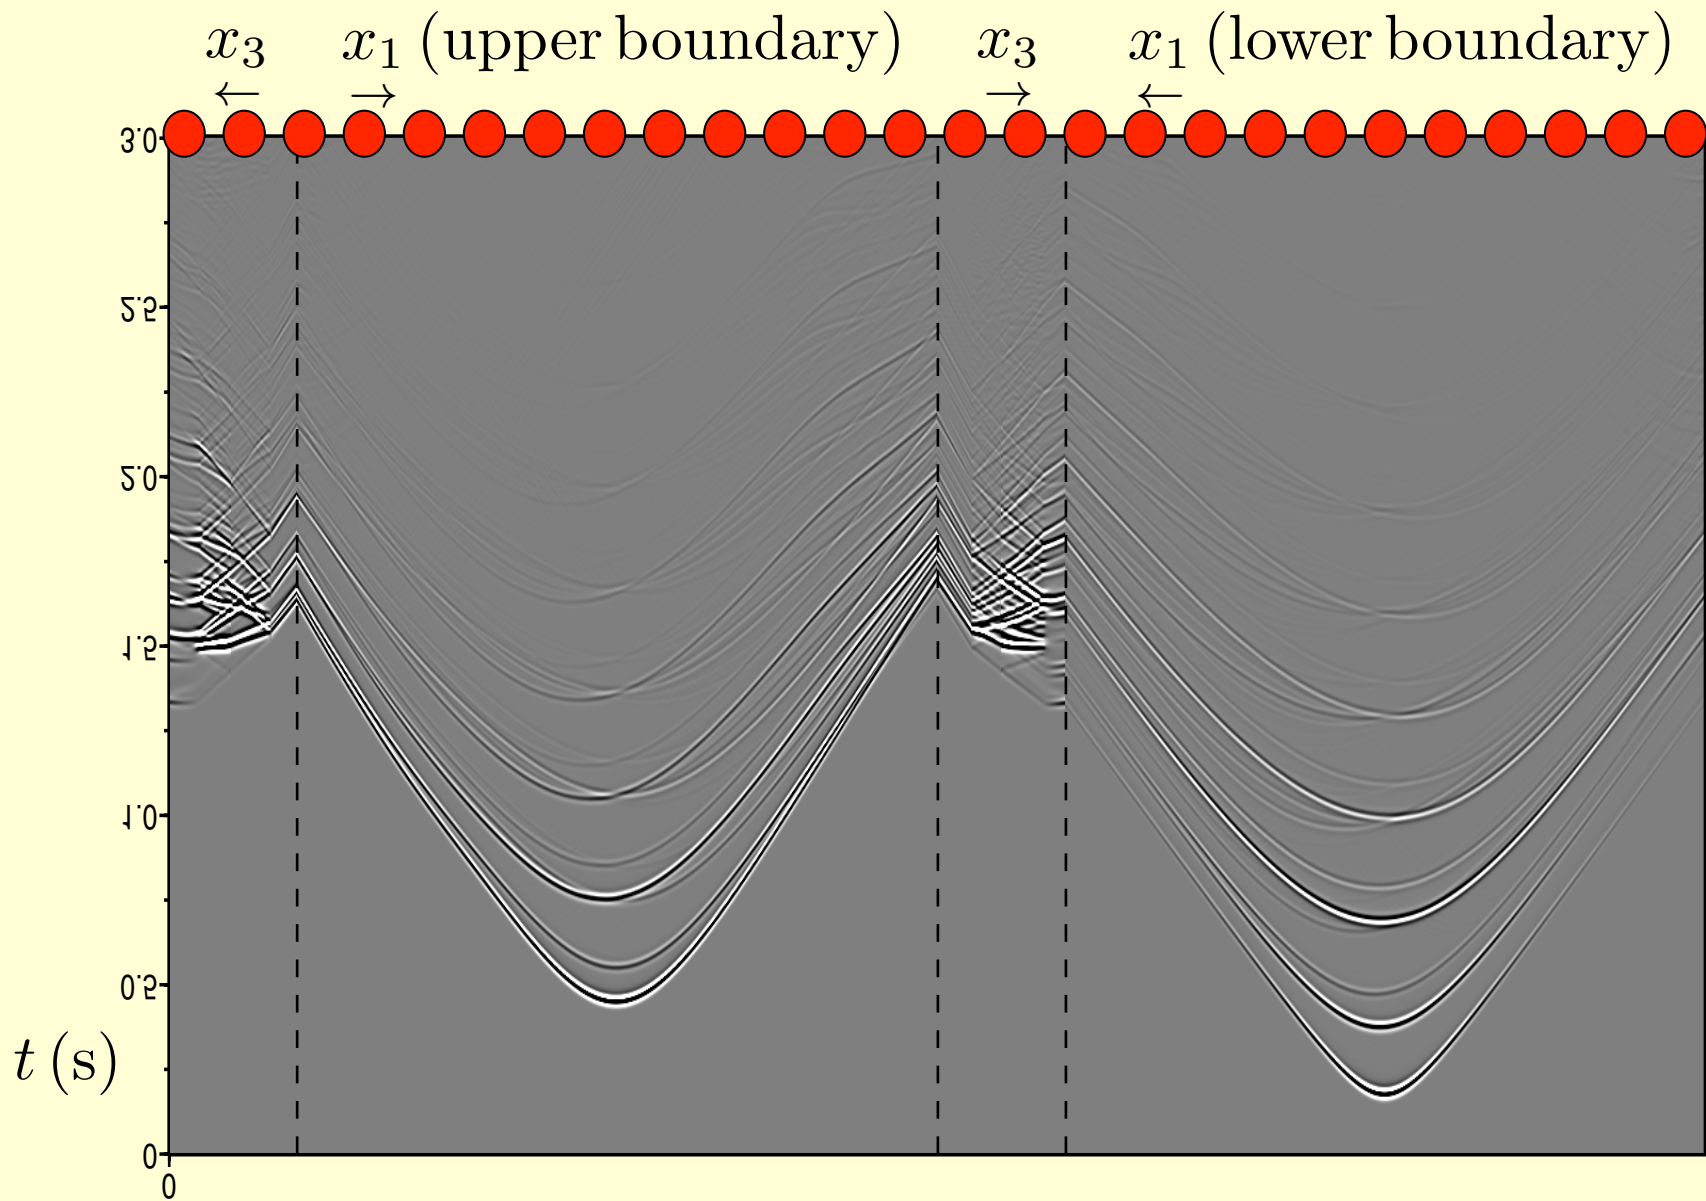 x₃ x₁ (upper boundary) x₃ x₁ (lower boundary)
← → → ←
3.0
2.5
2.0
1.5
1.0
0.5
t (s)
0
0